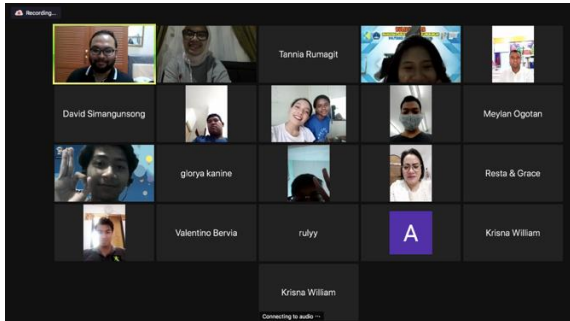 Recording...
Tannia Rumagit
David Simangunsong
Meylan Ogotan
glorya kanine
Resta & Grace
Valentino Bervia
rulyy
A
Krisna William
Krisna William
Connecting to audio ...